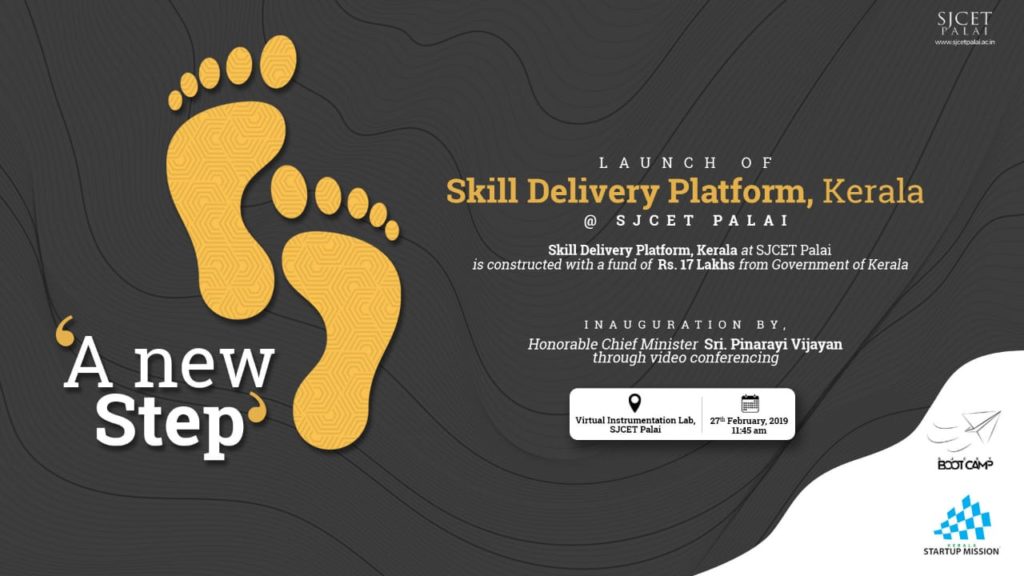 SJCET
PALAI
www.sjcetpalai.ac.in
LAUNCH OF
Skill Delivery Platform, Kerala
@ SJCET PALAI
Skill Delivery Platform, Kerala at SJCET Palai
is constructed with a fund of Rs. 17 Lakhs from Government of Kerala
INAUGURATION BY,
Honorable Chief Minister Sri. Pinarayi Vijayan
through video conferencing
Virtual Instrumentation Lab,
SJCET Palai
27th February, 2019
11:45 am
‘A new
Step’
BOOT CAMP
KERALA
STARTUP MISSION